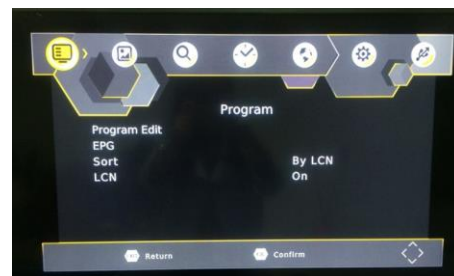 Program
Program Edit
EPG
Sort By LCN
LCN On
Return Confirm